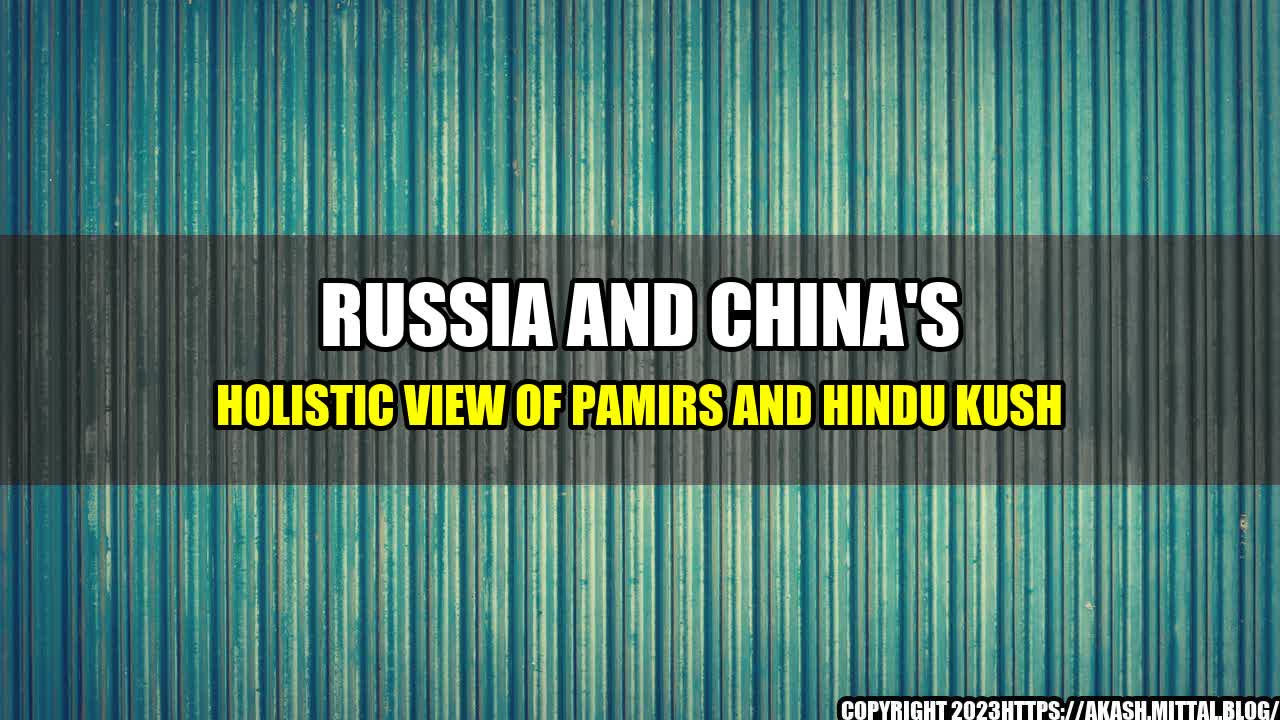 RUSSIA AND CHINA'S
HOLISTIC VIEW OF PAMIRS AND HINDU KUSH
COPYRIGHT 2023HTTPS://AKASH.MITTAL.BLOG/